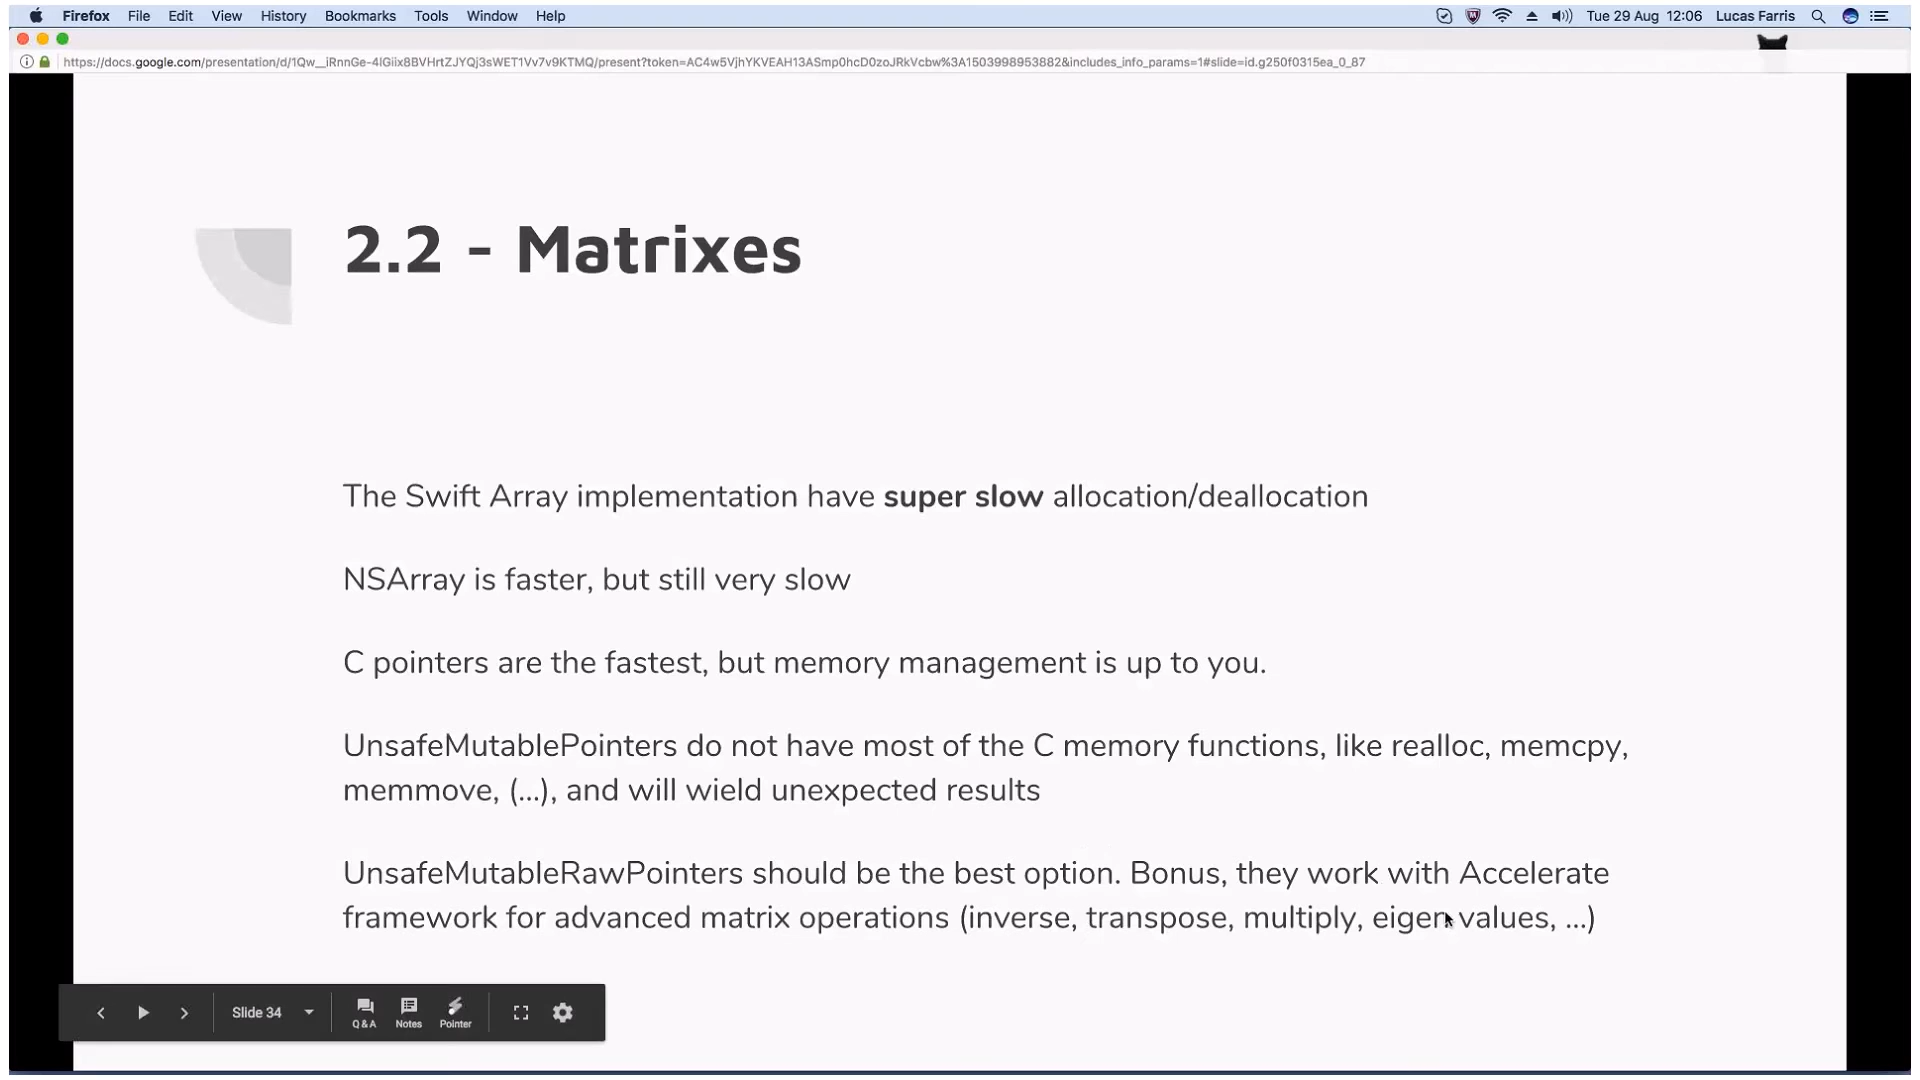 Firefox File Edit View History Bookmarks Tools Window Help Tue 29 Aug 12:06 Lucas Farris
https://docs.google.com/presentation/d/1Qw__iRnnGe-4lGiix8BVHrtZJYQj3sWET1Vv7v9KTMQ/present?token=AC4w5VjhYKVEAH13ASmp0hcD0zoJRkVcbw%3A1503998953882&includes_info_params=1#slide=id.g250f0315ea_0_87
2.2 - Matrixes
The Swift Array implementation have super slow allocation/deallocation
NSArray is faster, but still very slow
C pointers are the fastest, but memory management is up to you.
UnsafeMutablePointers do not have most of the C memory functions, like realloc, memcpy,
memmove, (...), and will wield unexpected results
UnsafeMutableRawPointers should be the best option. Bonus, they work with Accelerate
framework for advanced matrix operations (inverse, transpose, multiply, eigen values, ...)
Slide 34 Q&A Notes Pointer